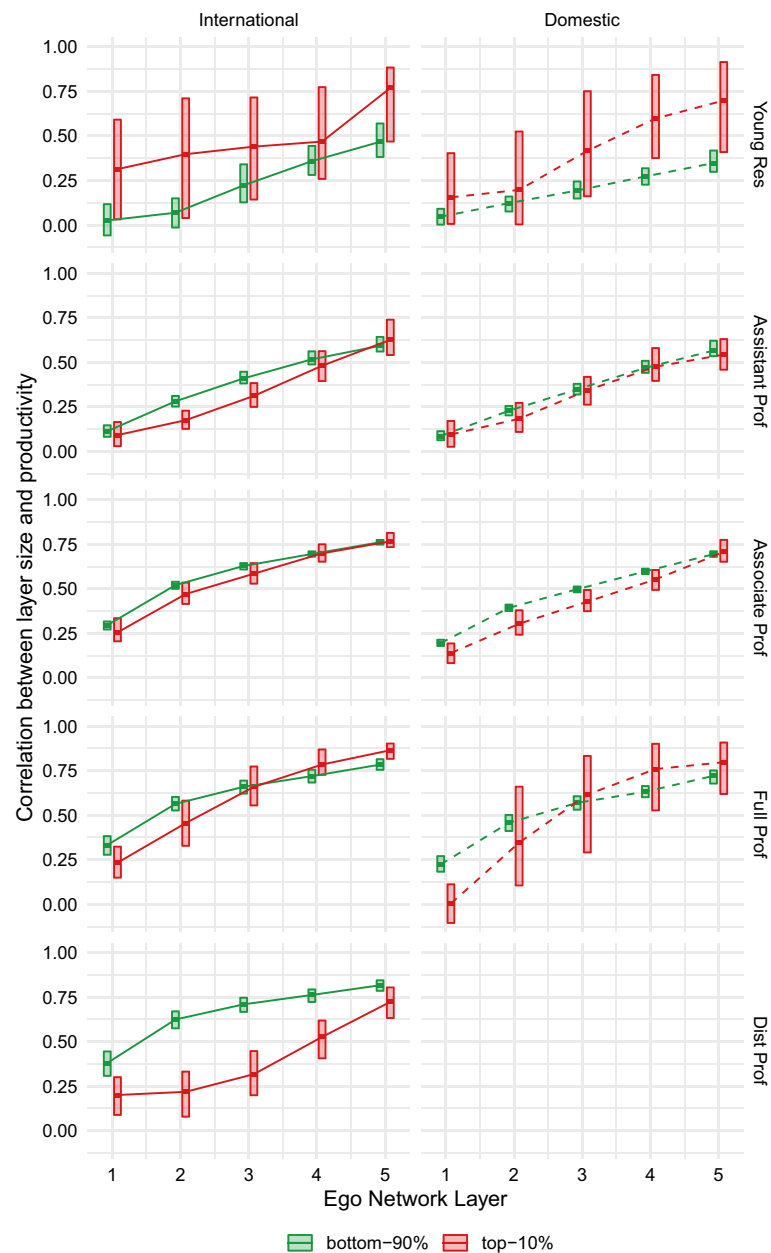 International Domestic
1.00
0.75
0.50
0.25
0.00
Young Res
1.00
0.75
0.50
0.25
0.00
Assistant Prof
1.00
0.75
0.50
0.25
0.00
Associate Prof
1.00
0.75
0.50
0.25
0.00
Full Prof
1.00
0.75
0.50
0.25
0.00
Dist Prof
Correlation between layer size and productivity
1 2 3 4 5 1 2 3 4 5
Ego Network Layer
bottom−90% top−10%